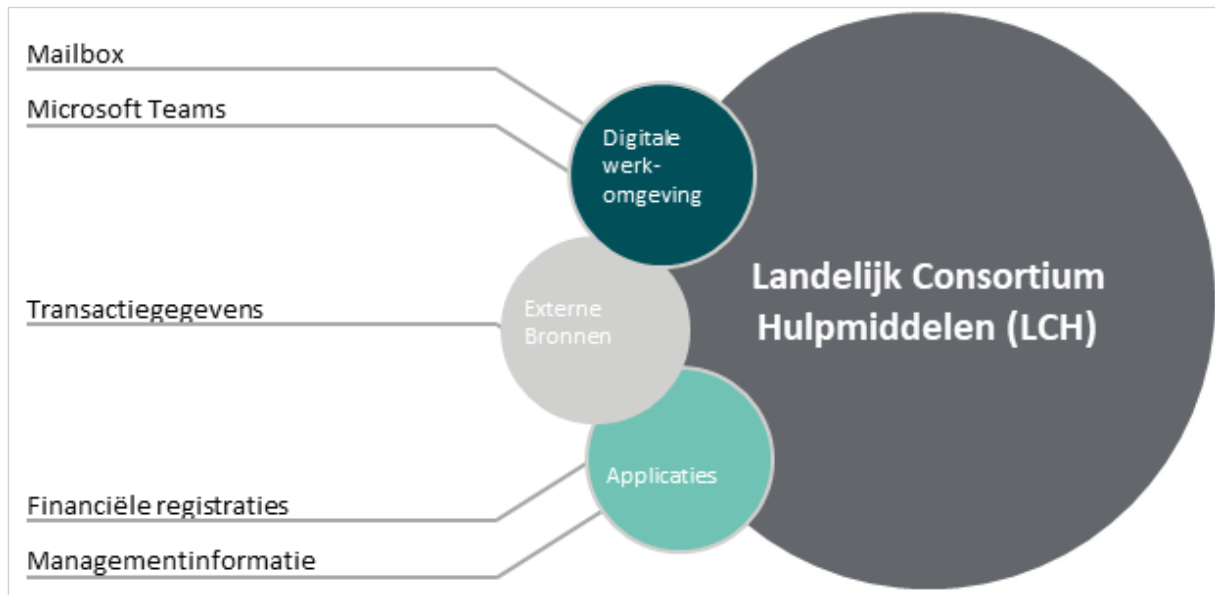 Mailbox
Microsoft Teams
Digitale
werk-
omgeving
Transactiegegevens
Externe
Bronnen
Landelijk Consortium
Hulpmiddelen (LCH)
Applicaties
Financiële registraties
Managementinformatie